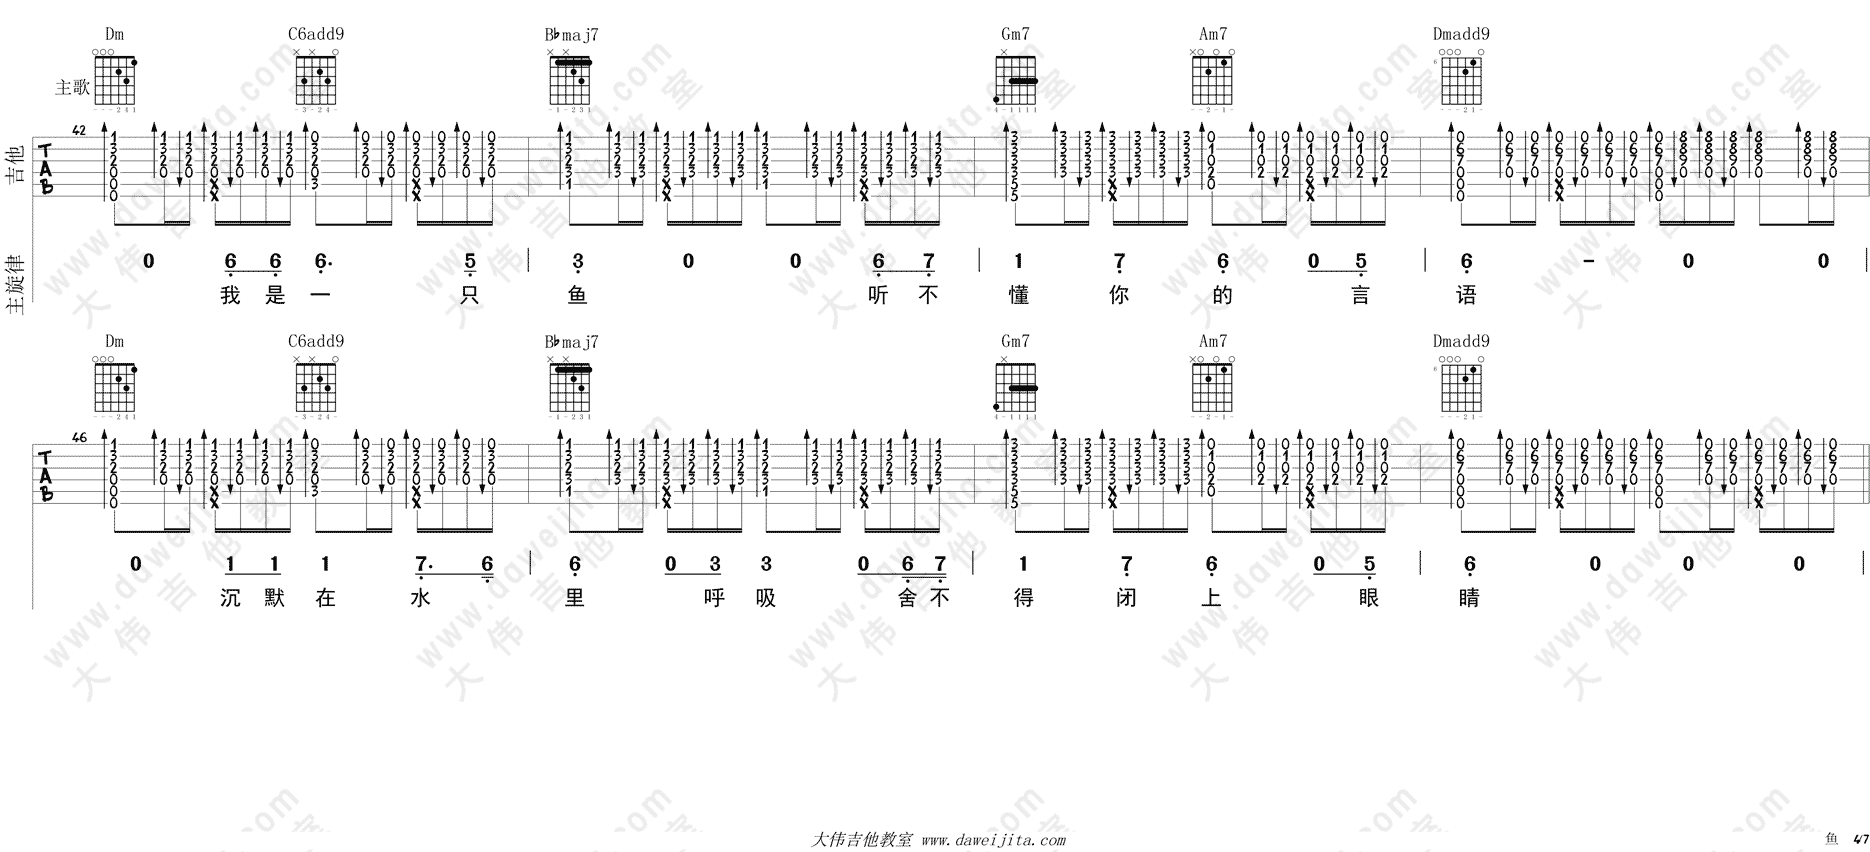 Dm C6add9 B♭maj7 Gm7 Am7 Dmadd9
主歌
42
吉他
TAB
主旋律
0 6 6 6. 5 | 3 0 0 6 7 | 1 7 6 0 5 | 6 - 0 0 |
我 是 一 只 鱼 听 不 懂 你 的 言 语
Dm C6add9 B♭maj7 Gm7 Am7 Dmadd9
46
TAB
0 1 1 1 7. 6 | 6 0 3 3 0 6 7 | 1 7 6 0 5 | 6 0 0 0 |
沉 默 在 水 里 呼 吸 舍 不 得 闭 上 眼 睛
大伟吉他教室 www.daweijita.com
鱼 47